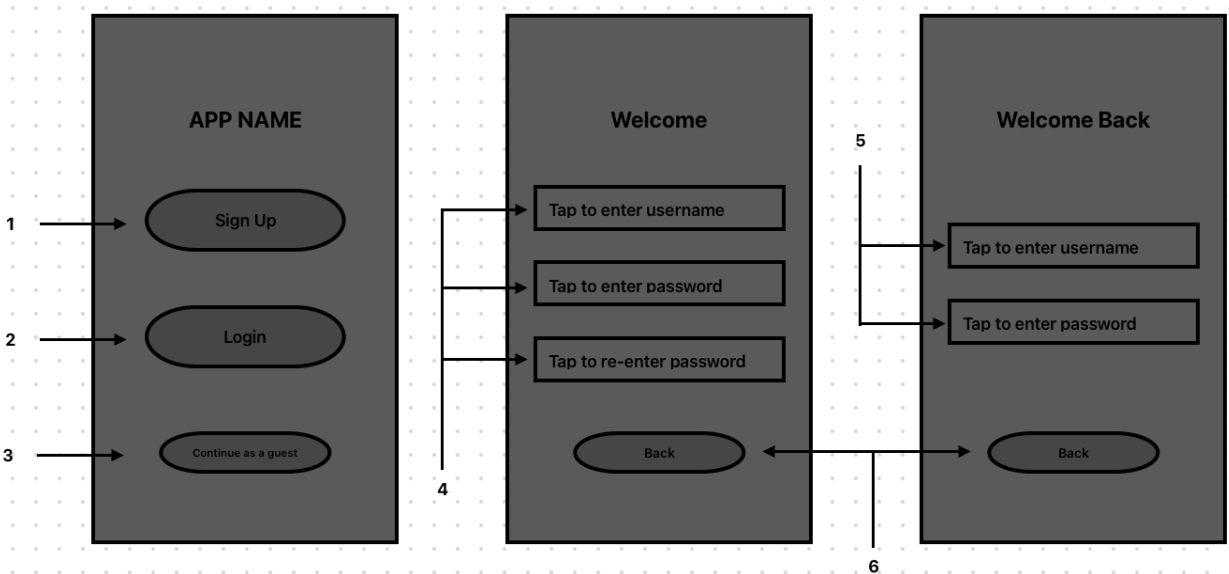 APP NAME
Sign Up
Login
Continue as a guest
1
2
3
Welcome
Tap to enter username
Tap to enter password
Tap to re-enter password
Back
4
Welcome Back
Tap to enter username
Tap to enter password
Back
5
6